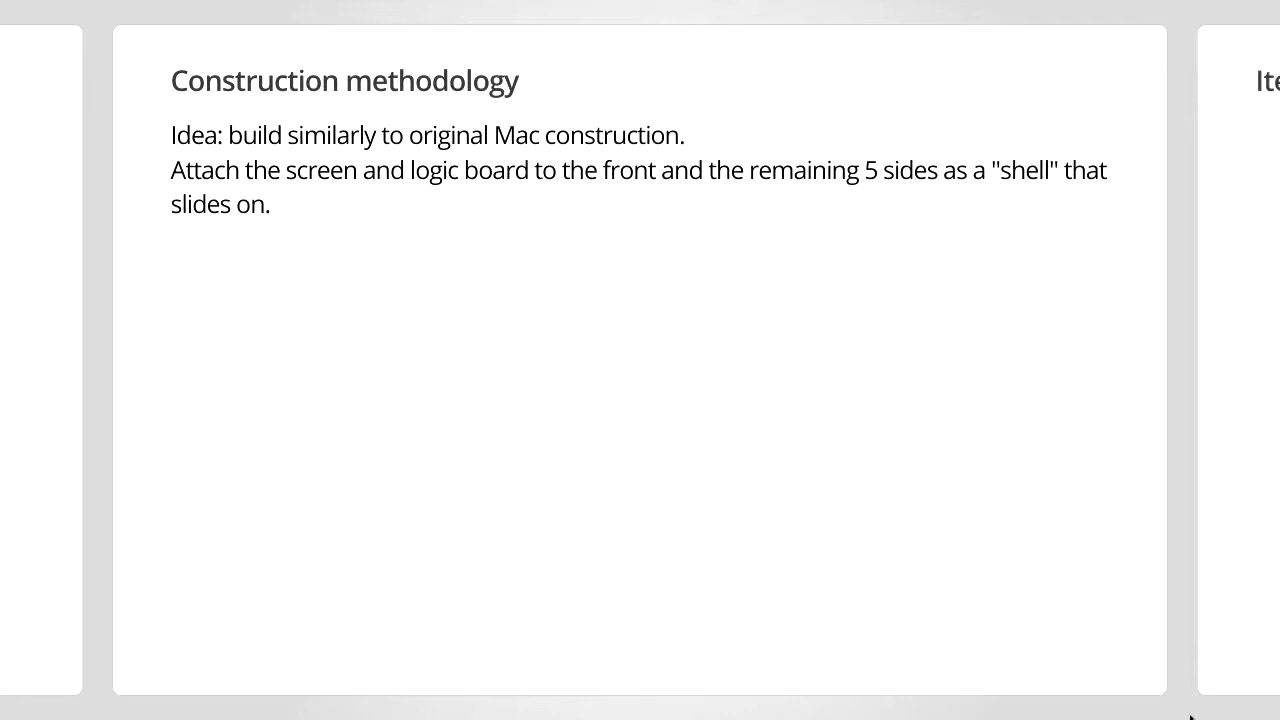 Construction methodology
Idea: build similarly to original Mac construction.
Attach the screen and logic board to the front and the remaining 5 sides as a "shell" that
slides on.